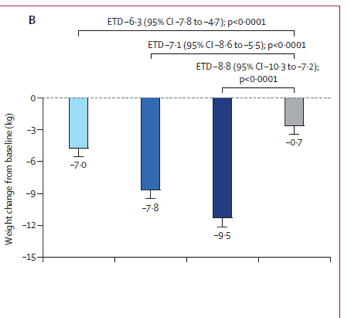 B
ETD–6·3 (95% CI–7·8 to –4·7); p<0·0001
ETD–7·1 (95% CI–8·6 to –5·5); p<0·0001
ETD–8·8 (95% CI–10·3 to –7·2);
p<0·0001
Weight change from baseline (kg)
0
–3
–6
–9
–12
–15
–7·0
–7·8
–9·5
–0·7